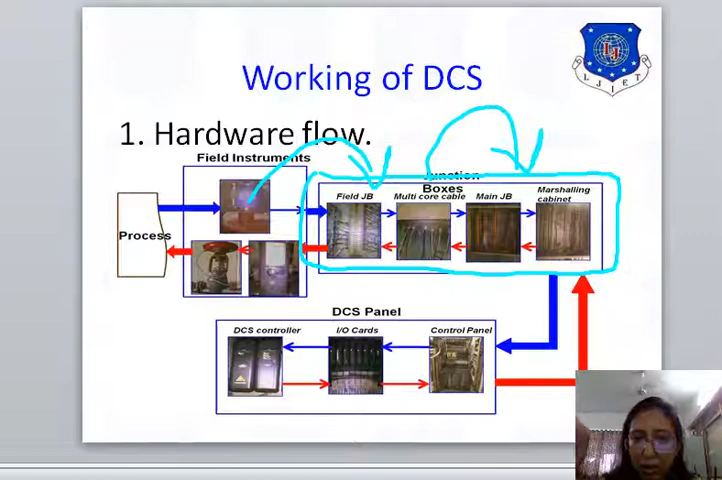 Working of DCS
LJIET
1. Hardware flow.
Field Instruments
Junction
Boxes
Field JB
Multi core cable
Main JB
Marshalling
cabinet
Process
DCS Panel
DCS controller
I/O Cards
Control Panel